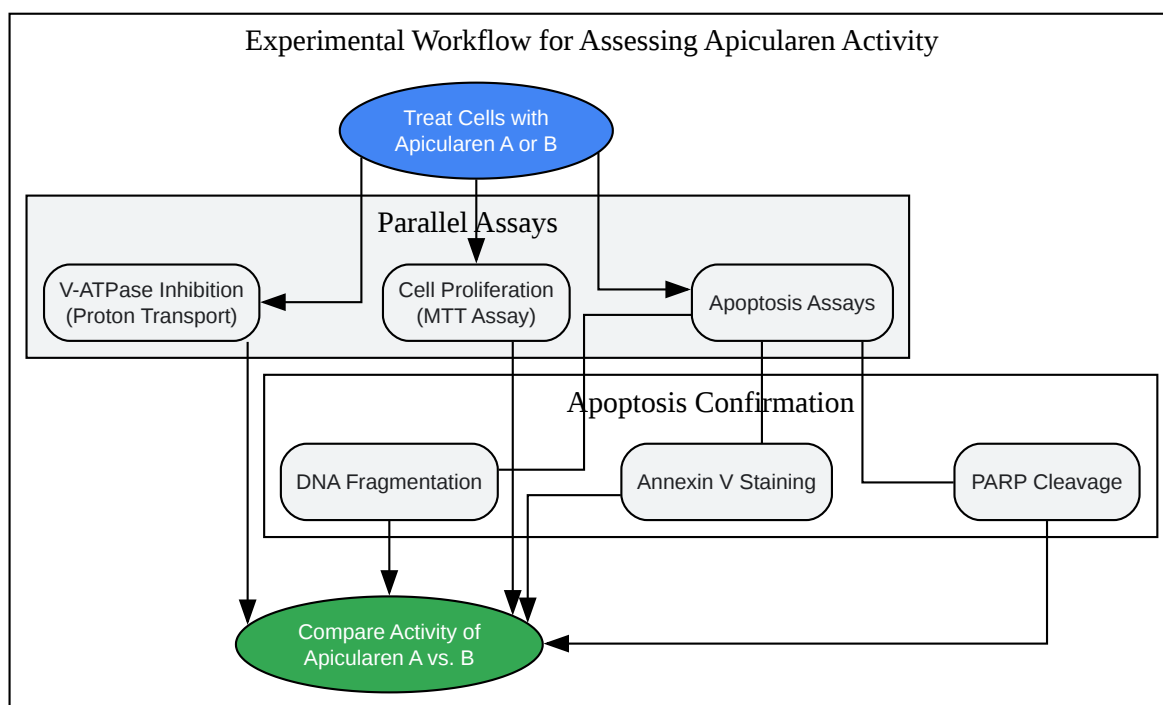 Experimental Workflow for Assessing Apicularen Activity
Treat Cells with
Apicularen A or B
Parallel Assays
V-ATPase Inhibition
(Proton Transport)
Cell Proliferation
(MTT Assay)
Apoptosis Assays
Apoptosis Confirmation
DNA Fragmentation
Annexin V Staining
PARP Cleavage
Compare Activity of
Apicularen A vs. B